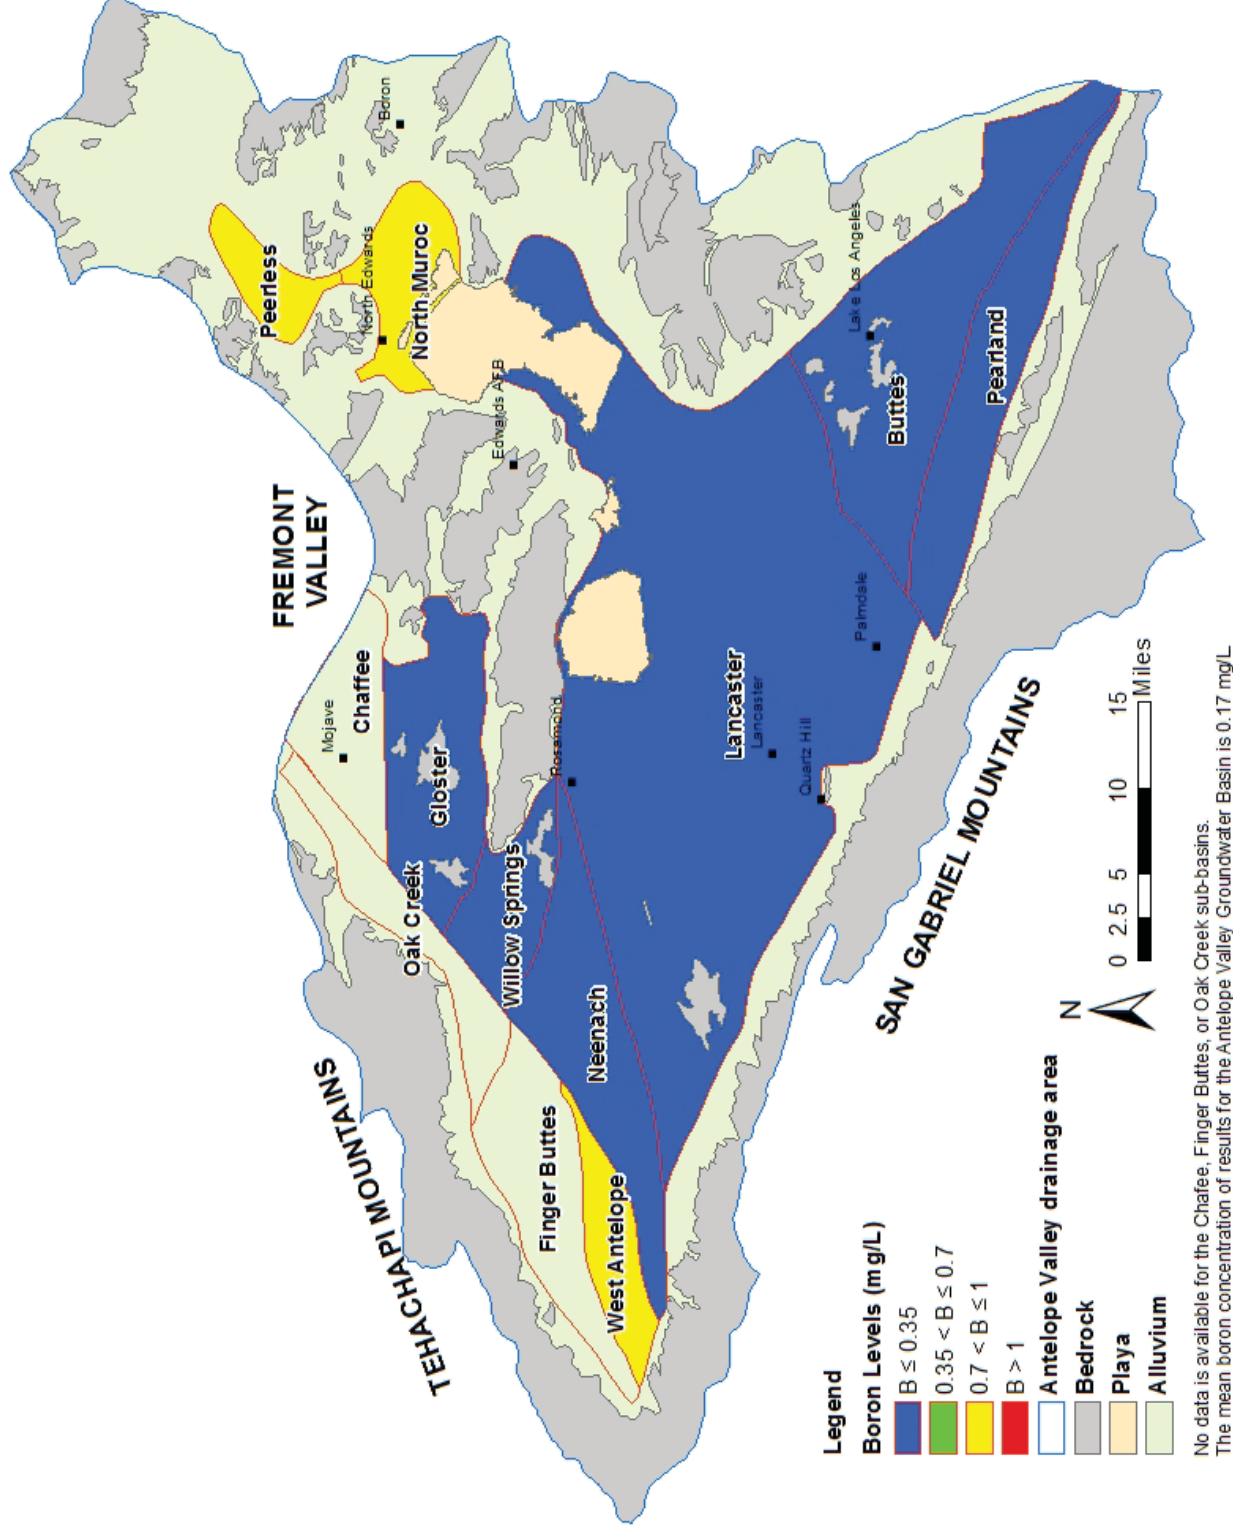 FREMONT
VALLEY
TEHACHAPI MOUNTAINS
SAN GABRIEL MOUNTAINS
Boron
Peerless
North Edwards
North Muroc
Edwards AFB
Mojave
Chaffee
Gloster
Oak Creek
Willow Springs
Rosamond
Finger Buttes
West Antelope
Neenach
Lancaster
Lancaster
Quartz Hill
Palmdale
Lake Los Angeles
Buttes
Pearland
Legend
Boron Levels (mg/L)
B ≤ 0.35
0.35 < B ≤ 0.7
0.7 < B ≤ 1
B > 1
Antelope Valley drainage area
Bedrock
Playa
Alluvium
N
0 2.5 5 10 15
Miles
No data is available for the Chafee, Finger Buttes, or Oak Creek sub-basins.
The mean boron concentration of results for the Antelope Valley Groundwater Basin is 0.17 mg/L.